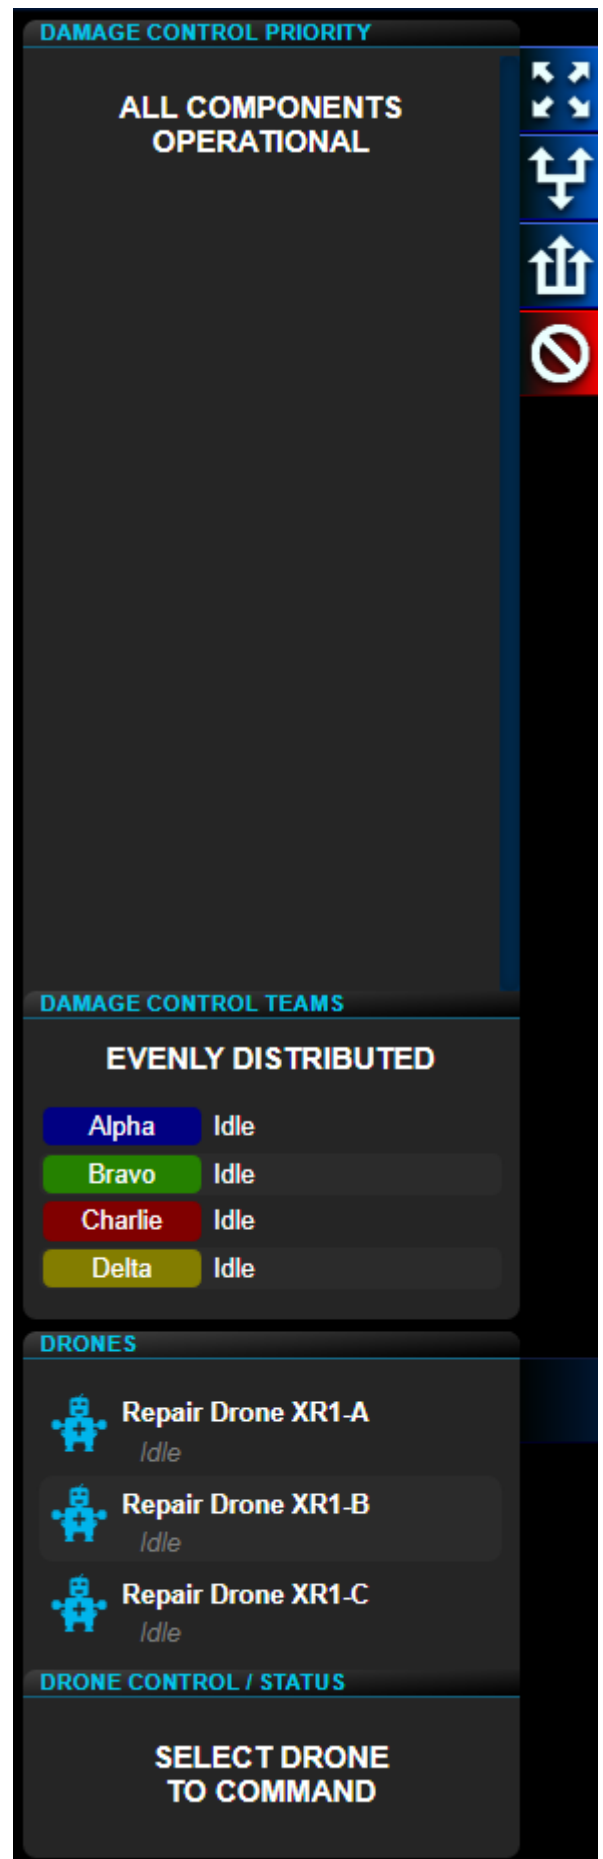 DAMAGE CONTROL PRIORITY
ALL COMPONENTS
OPERATIONAL
DAMAGE CONTROL TEAMS
EVENLY DISTRIBUTED
Alpha Idle
Bravo Idle
Charlie Idle
Delta Idle
DRONES
Repair Drone XR1-A
Idle
Repair Drone XR1-B
Idle
Repair Drone XR1-C
Idle
DRONE CONTROL / STATUS
SELECT DRONE
TO COMMAND